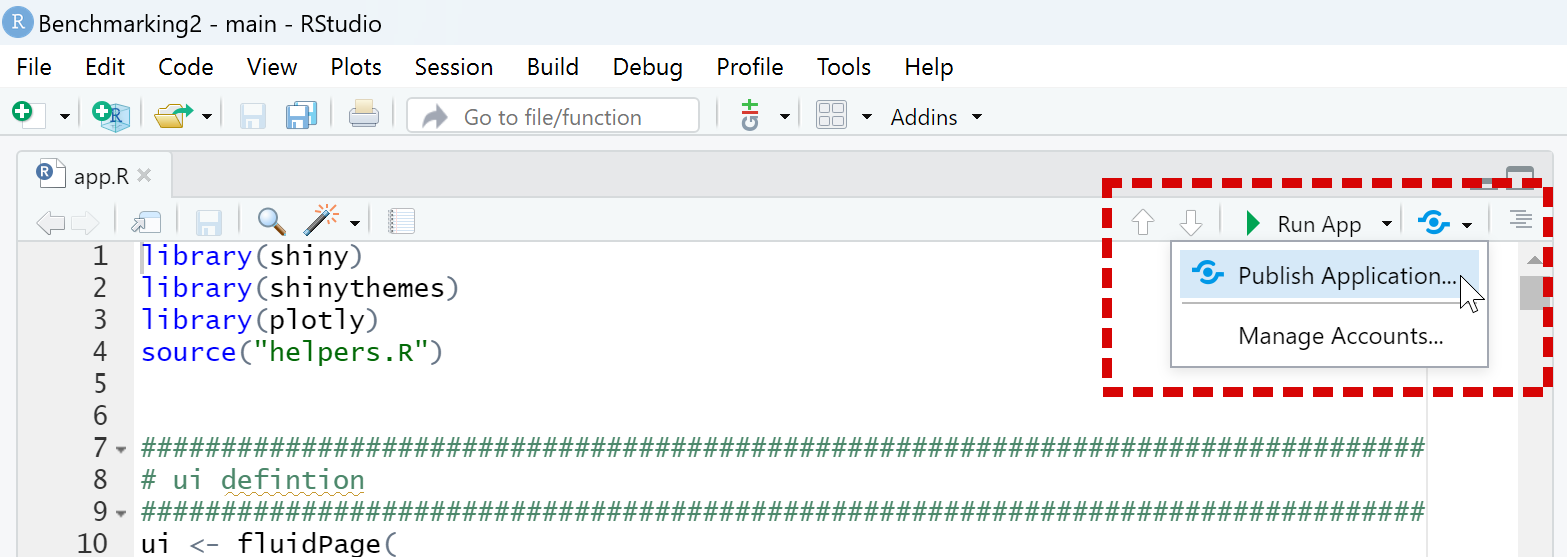 Benchmarking2 - main - RStudio
File Edit Code View Plots Session Build Debug Profile Tools Help
R Go to file/function Git Addins
R app.R
Run App
Publish Application...
Manage Accounts...
1 library(shiny)
2 library(shinythemes)
3 library(plotly)
4 source("helpers.R")
5
6
7 ################################################################################
8 # ui defintion
9 ################################################################################
10 ui <- fluidPage(